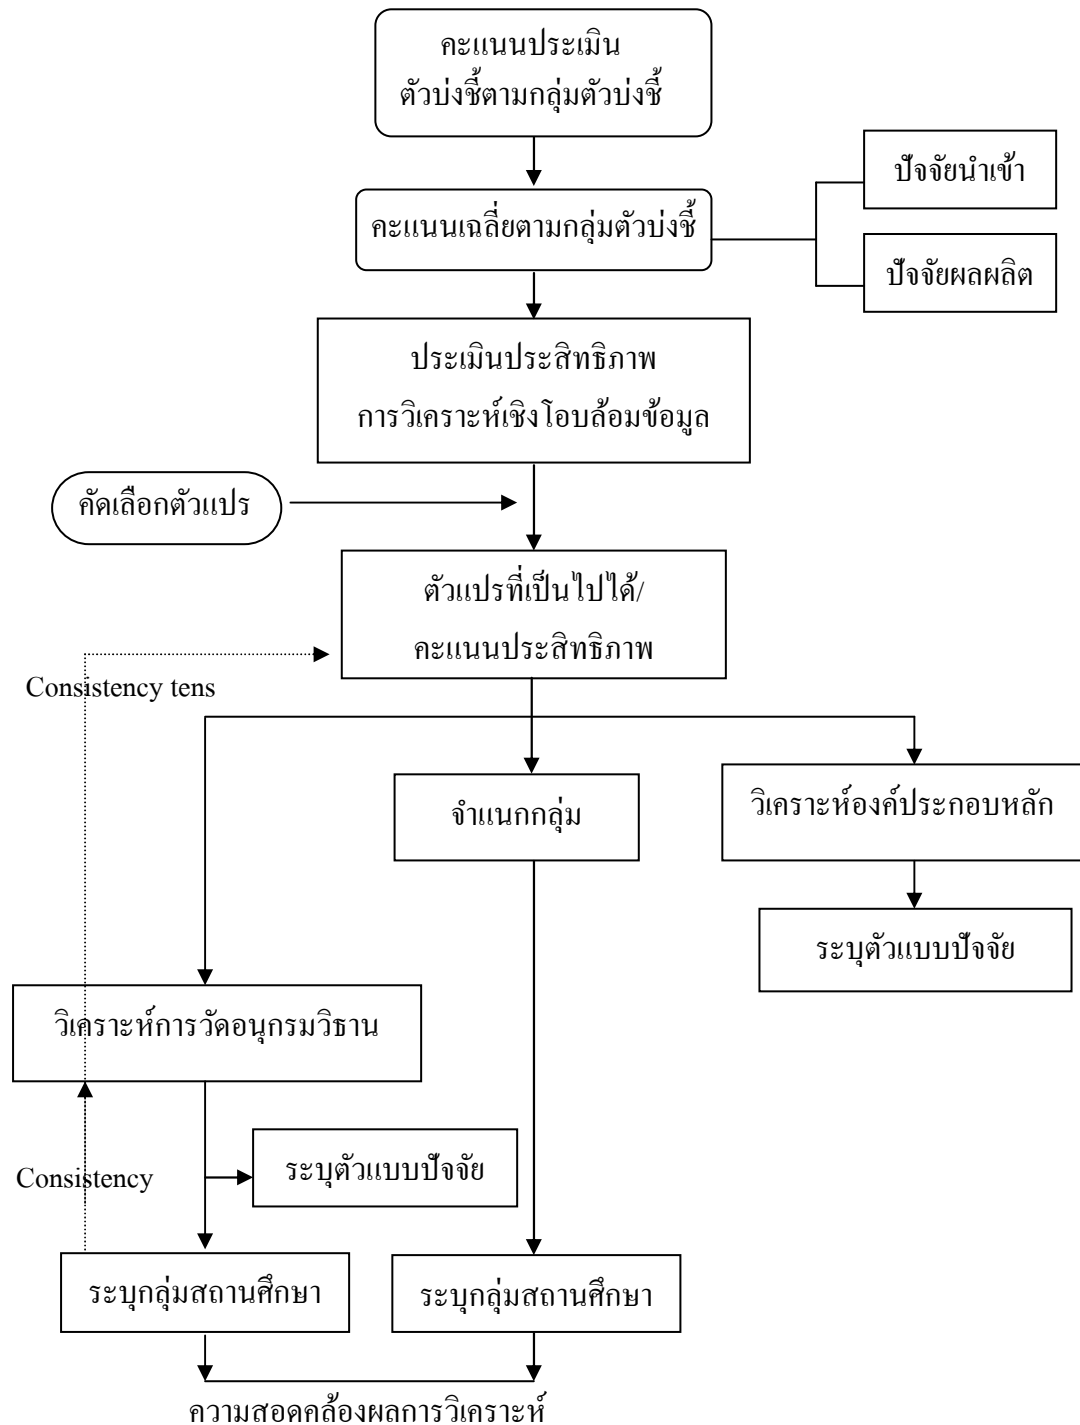 คะแนนประเมิน
ตัวบ่งชี้ตามกลุ่มตัวบ่งชี้
ปัจจัยนำเข้า
คะแนนเฉลี่ยตามกลุ่มตัวบ่งชี้
ปัจจัยผลผลิต
ประเมินประสิทธิภาพ
การวิเคราะห์เชิงโอบล้อมข้อมูล
คัดเลือกตัวแปร
ตัวแปรที่เป็นไปได้/
คะแนนประสิทธิภาพ
Consistency tens
จำแนกกลุ่ม
วิเคราะห์องค์ประกอบหลัก
ระบุตัวแบบปัจจัย
วิเคราะห์การวัดอนุกรมวิธาน
ระบุตัวแบบปัจจัย
Consistency
ระบุกลุ่มสถานศึกษา
ระบุกลุ่มสถานศึกษา
ความสอดคล้องผลการวิเคราะห์